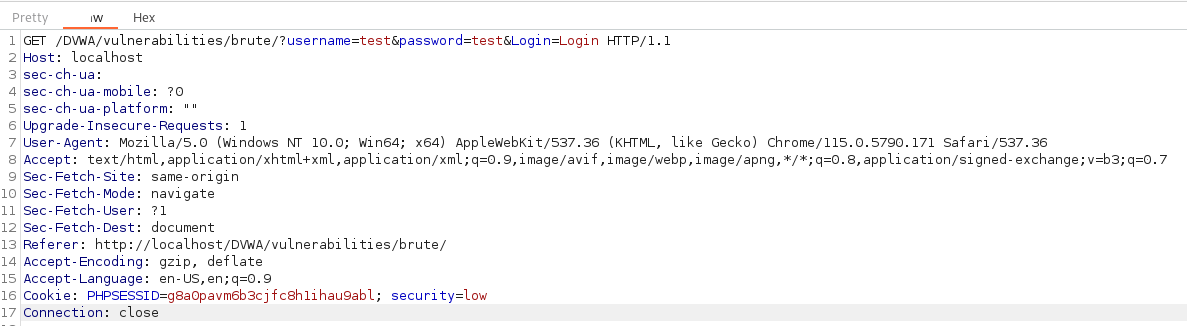 Pretty aw Hex
1 GET /DVWA/vulnerabilities/brute/?username=test&password=test&Login=Login HTTP/1.1
2 Host: localhost
3 sec-ch-ua:
4 sec-ch-ua-mobile: ?0
5 sec-ch-ua-platform: ""
6 Upgrade-Insecure-Requests: 1
7 User-Agent: Mozilla/5.0 (Windows NT 10.0; Win64; x64) AppleWebKit/537.36 (KHTML, like Gecko) Chrome/115.0.5790.171 Safari/537.36
8 Accept: text/html,application/xhtml+xml,application/xml;q=0.9,image/avif,image/webp,image/apng,*/*;q=0.8,application/signed-exchange;v=b3;q=0.7
9 Sec-Fetch-Site: same-origin
10 Sec-Fetch-Mode: navigate
11 Sec-Fetch-User: ?1
12 Sec-Fetch-Dest: document
13 Referer: http://localhost/DVWA/vulnerabilities/brute/
14 Accept-Encoding: gzip, deflate
15 Accept-Language: en-US,en;q=0.9
16 Cookie: PHPSESSID=g8a0pavm6b3cjfc8h1ihau9abl; security=low
17 Connection: close